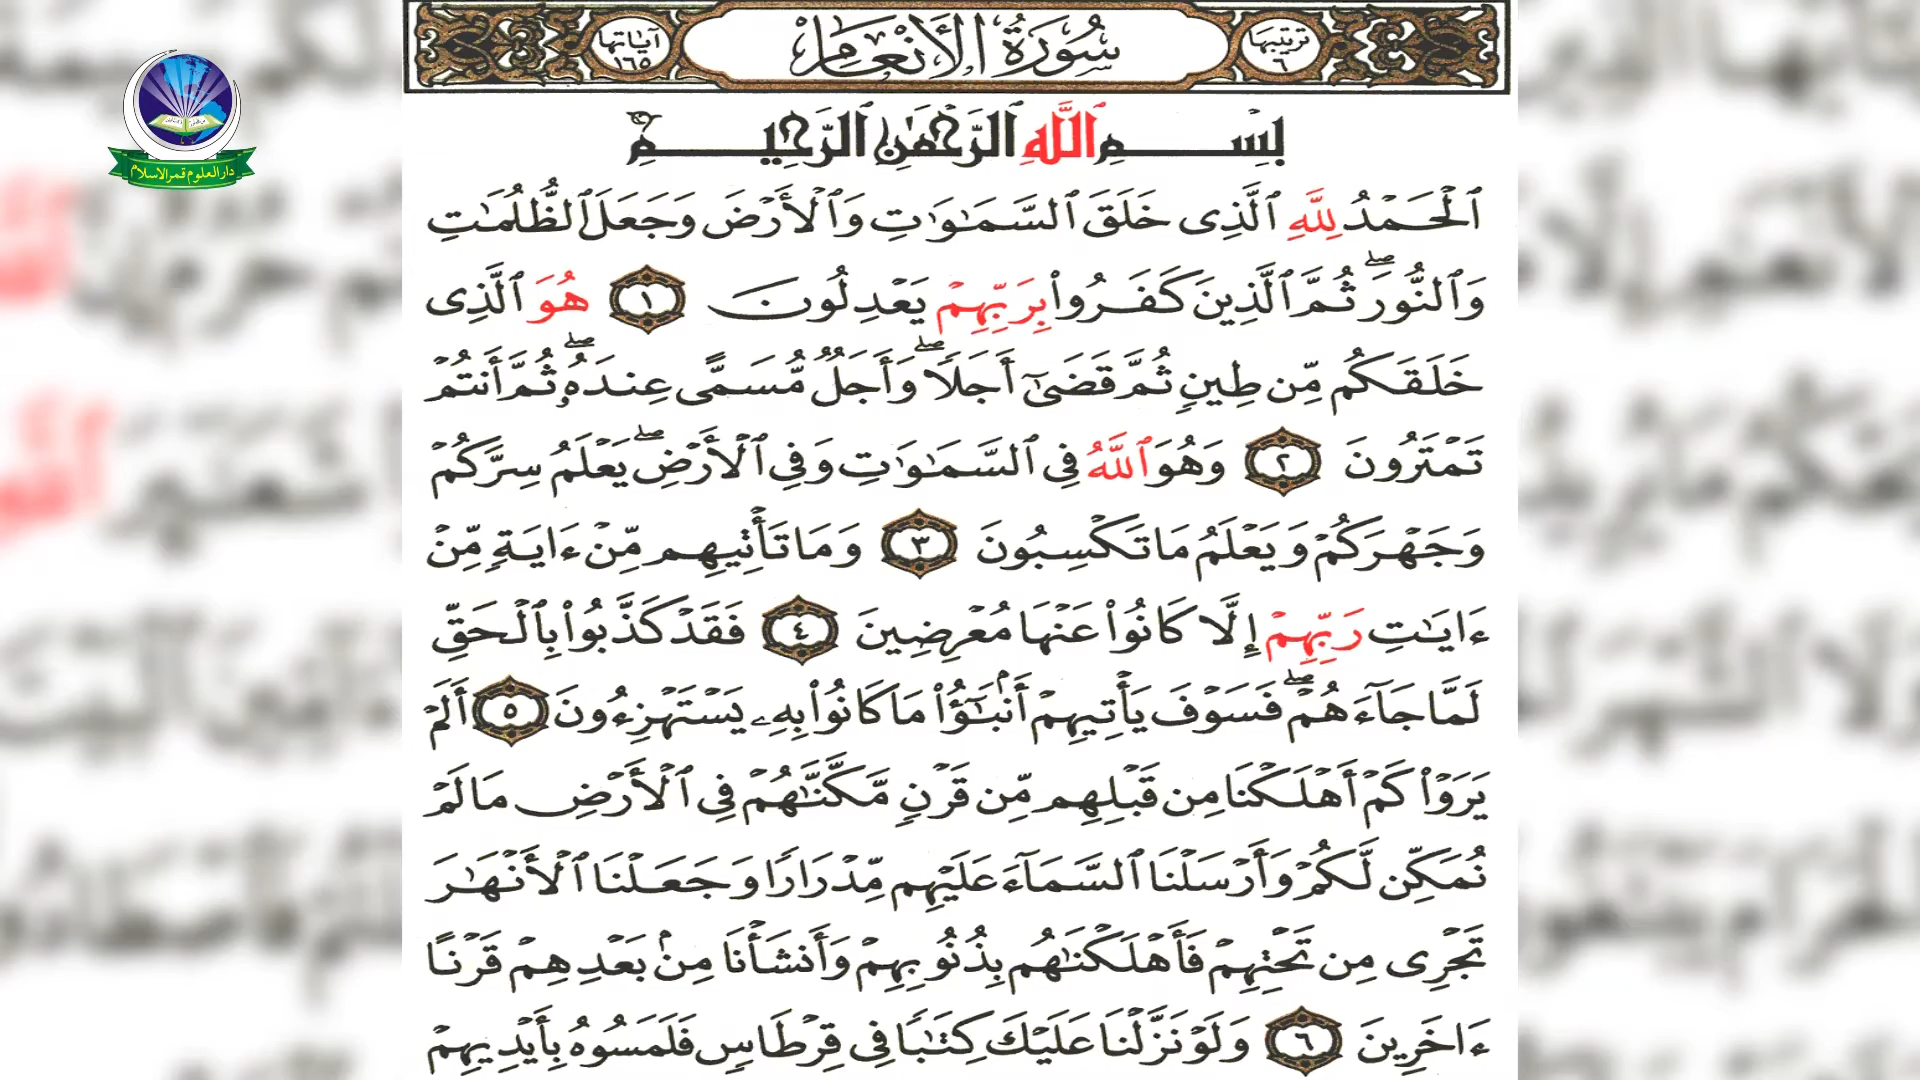 ترتيبها ٦ سُورَةُ الأَنْعَامِ آياتها ١٦٥
بِسْمِ ٱللَّهِ ٱلرَّحْمَٰنِ ٱلرَّحِيمِ
ٱلْحَمْدُ لِلَّهِ ٱلَّذِى خَلَقَ ٱلسَّمَٰوَٰتِ وَٱلْأَرْضَ وَجَعَلَ ٱلظُّلُمَٰتِ
وَٱلنُّورَ ۖ ثُمَّ ٱلَّذِينَ كَفَرُوا۟ بِرَبِّهِمْ يَعْدِلُونَ ١ هُوَ ٱلَّذِى
خَلَقَكُم مِّن طِينٍ ثُمَّ قَضَىٰٓ أَجَلًا ۖ وَأَجَلٌ مُّسَمًّى عِندَهُۥ ۖ ثُمَّ أَنتُمْ
تَمْتَرُونَ ٢ وَهُوَ ٱللَّهُ فِى ٱلسَّمَٰوَٰتِ وَفِى ٱلْأَرْضِ ۖ يَعْلَمُ سِرَّكُمْ
وَجَهْرَكُمْ وَيَعْلَمُ مَا تَكْسِبُونَ ٣ وَمَا تَأْتِيهِم مِّنْ ءَايَةٍ مِّنْ
ءَايَٰتِ رَبِّهِمْ إِلَّا كَانُوا۟ عَنْهَا مُعْرِضِينَ ٤ فَقَدْ كَذَّبُوا۟ بِٱلْحَقِّ
لَمَّا جَآءَهُمْ ۖ فَسَوْفَ يَأْتِيهِمْ أَنۢبَٰٓؤُا۟ مَا كَانُوا۟ بِهِۦ يَسْتَهْزِءُونَ ٥ أَلَمْ
يَرَوْا۟ كَمْ أَهْلَكْنَا مِن قَبْلِهِم مِّن قَرْنٍ مَّكَّنَّٰهُمْ فِى ٱلْأَرْضِ مَا لَمْ
نُمَكِّن لَّكُمْ وَأَرْسَلْنَا ٱلسَّمَآءَ عَلَيْهِم مِّدْرَارًا وَجَعَلْنَا ٱلْأَنْهَٰرَ
تَجْرِى مِن تَحْتِهِمْ فَأَهْلَكْنَٰهُم بِذُنُوبِهِمْ وَأَنشَأْنَا مِنۢ بَعْدِهِمْ قَرْنًا
ءَاخَرِينَ ٦ وَلَوْ نَزَّلْنَا عَلَيْكَ كِتَٰبًا فِى قِرْطَاسٍ فَلَمَسُوهُ بِأَيْدِيهِمْ
دارالعلوم قمرالاسلام